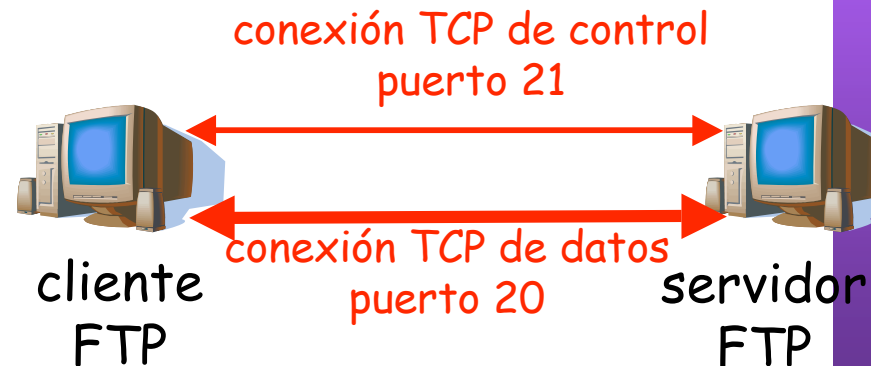 conexión TCP de control
puerto 21
conexión TCP de datos
puerto 20
cliente
FTP
servidor
FTP